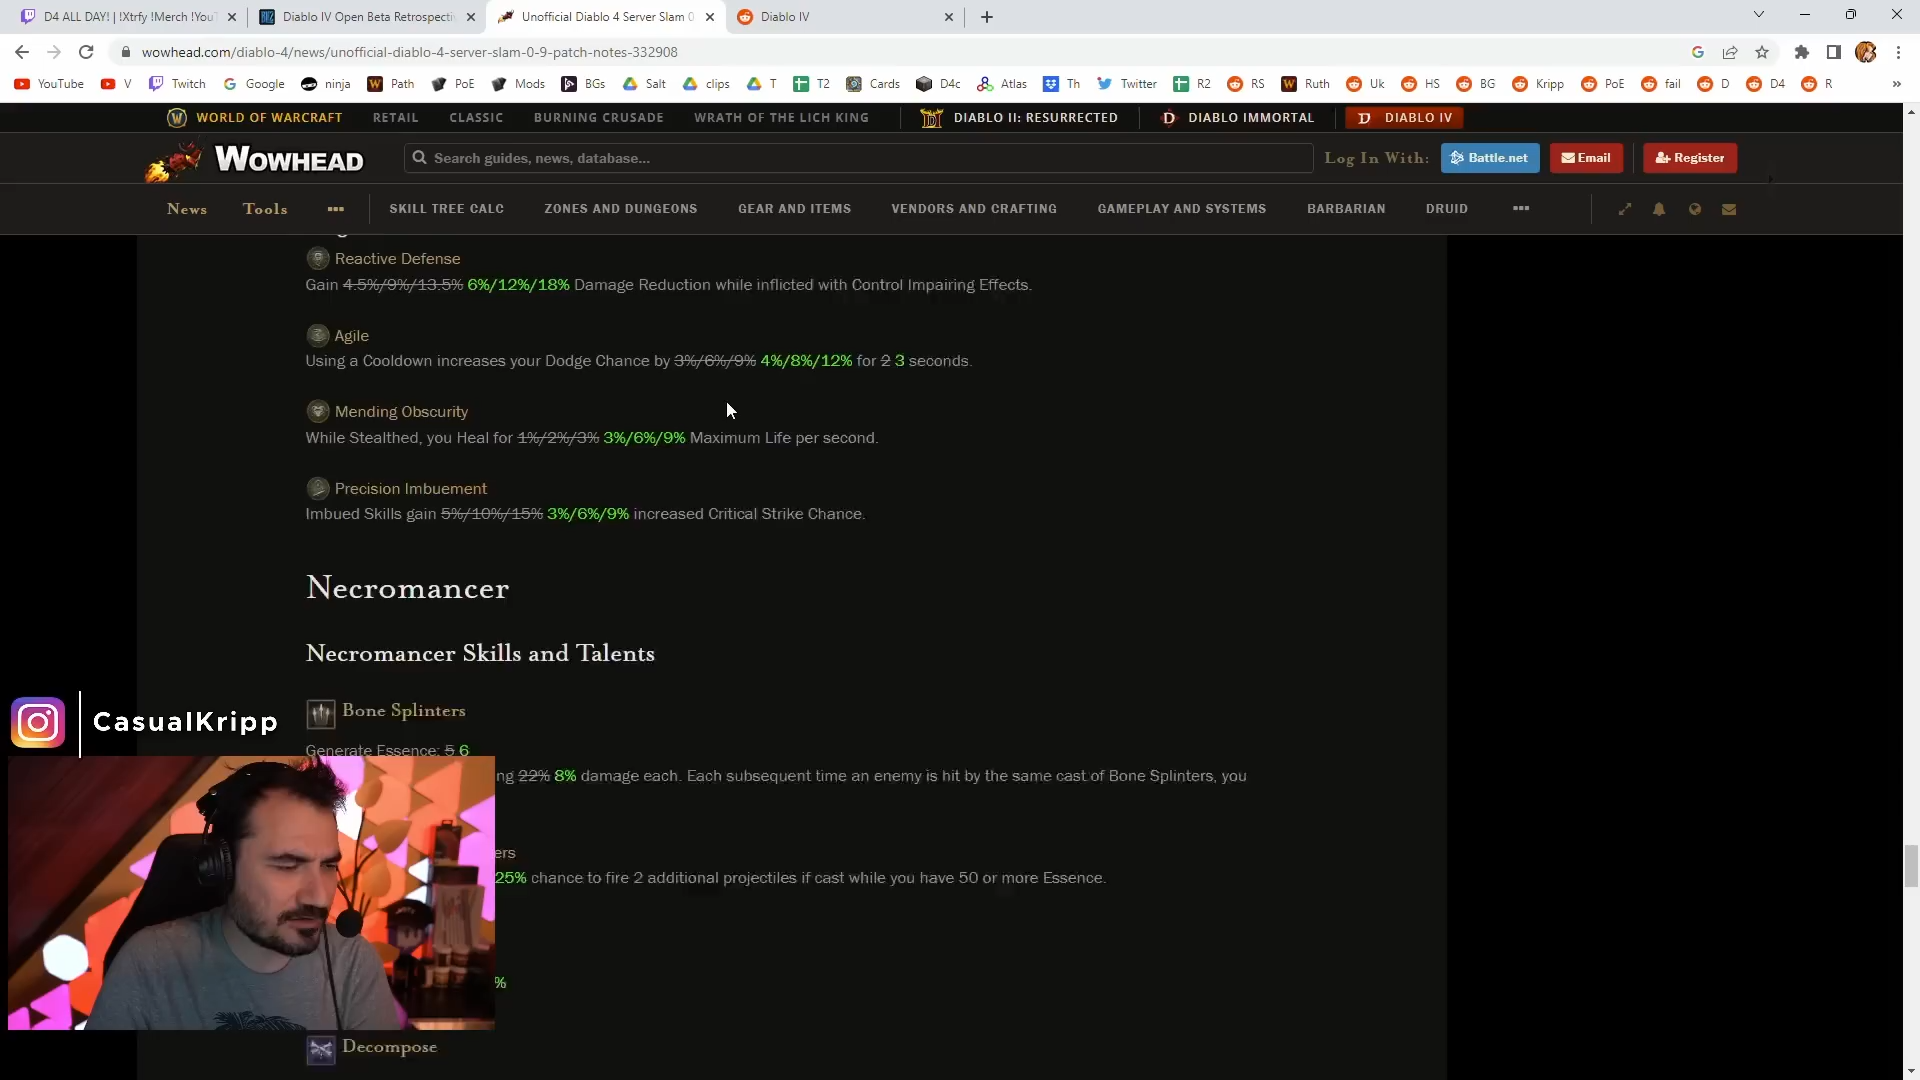 D4 ALL DAY! | !Xtrfy !Merch !You
Diablo IV Open Beta Retrospecti
Unofficial Diablo 4 Server Slam 0
Diablo IV
wowhead.com/diablo-4/news/unofficial-diablo-4-server-slam-0-9-patch-notes-332908
YouTube V Twitch Google ninja Path PoE Mods BGs Salt clips T T2 Cards D4c Atlas Th Twitter R2 RS Ruth Uk HS BG Kripp PoE fail D D4 R »
WORLD OF WARCRAFT RETAIL CLASSIC BURNING CRUSADE WRATH OF THE LICH KING DIABLO II: RESURRECTED DIABLO IMMORTAL DIABLO IV
WOWHEAD Search guides, news, database... Log In With: Battle.net Email Register
News Tools ••• SKILL TREE CALC ZONES AND DUNGEONS GEAR AND ITEMS VENDORS AND CRAFTING GAMEPLAY AND SYSTEMS BARBARIAN DRUID •••
Reactive Defense
Gain 4.5%/9%/13.5% 6%/12%/18% Damage Reduction while inflicted with Control Impairing Effects.
Agile
Using a Cooldown increases your Dodge Chance by 3%/6%/9% 4%/8%/12% for 2 3 seconds.
Mending Obscurity
While Stealthed, you Heal for 1%/2%/3% 3%/6%/9% Maximum Life per second.
Precision Imbuement
Imbued Skills gain 5%/10%/15% 3%/6%/9% increased Critical Strike Chance.
Necromancer
Necromancer Skills and Talents
Bone Splinters
CasualKripp
Generate Essence: 5 6
ng 22% 8% damage each. Each subsequent time an enemy is hit by the same cast of Bone Splinters, you
ers
25% chance to fire 2 additional projectiles if cast while you have 50 or more Essence.
%
Decompose